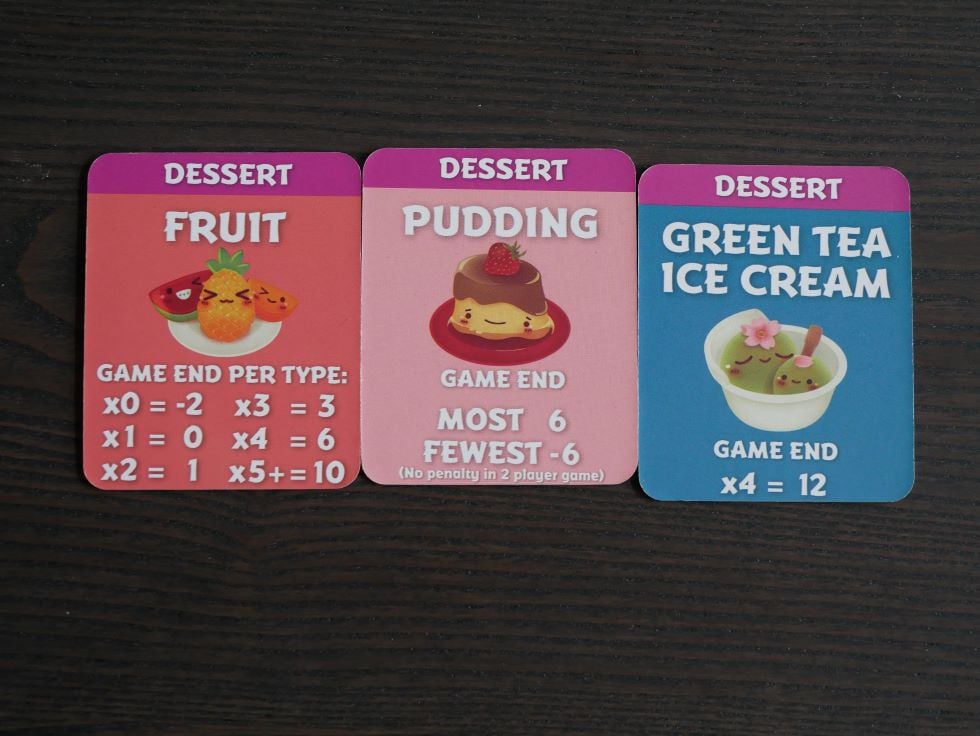 DESSERT
FRUIT
GAME END PER TYPE:
x0 = -2 x3 = 3
x1 = 0 x4 = 6
x2 = 1 x5+ = 10
DESSERT
PUDDING
GAME END
MOST 6
FEWEST -6
(No penalty in 2 player game)
DESSERT
GREEN TEA
ICE CREAM
GAME END
x4 = 12